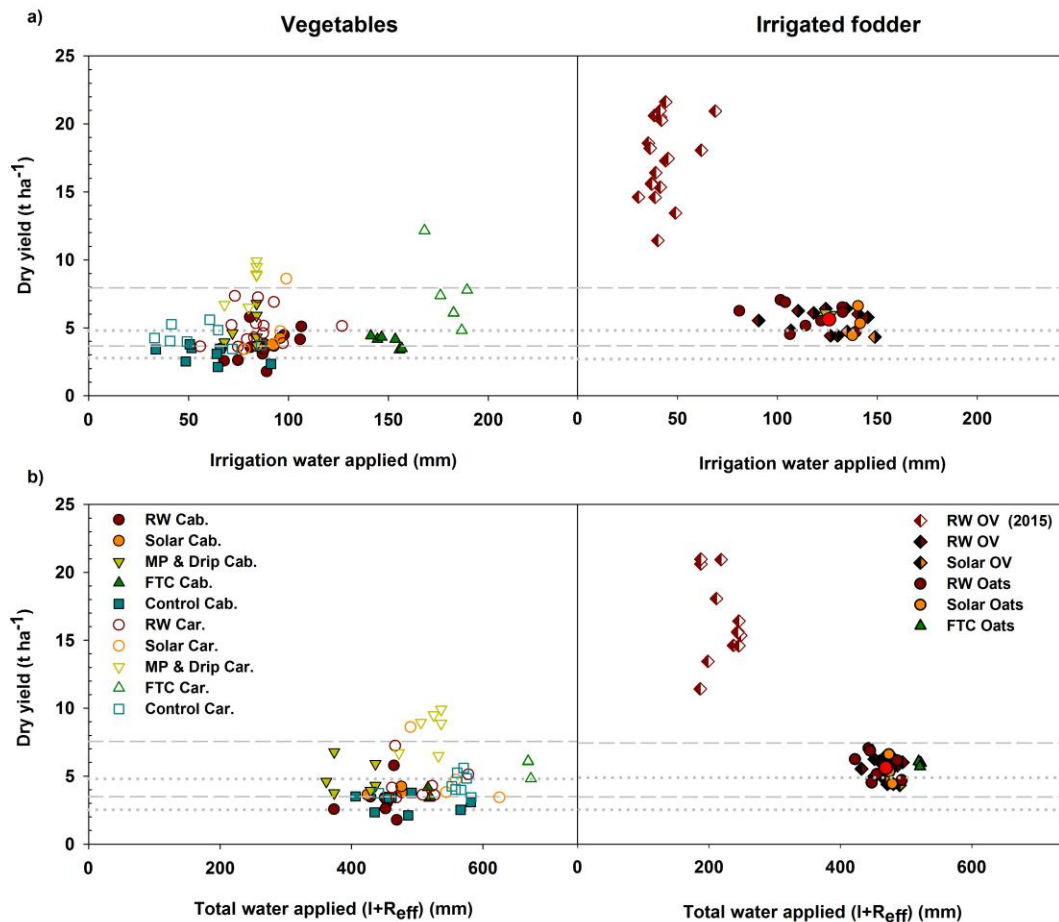 a)
Vegetables Irrigated fodder
25
20
15
10
5
0
Dry yield (t ha⁻¹)
0 50 100 150 200 0 50 100 150 200
Irrigation water applied (mm) Irrigation water applied (mm)
b)
25
20
15
10
5
0
Dry yield (t ha⁻¹)
RW Cab.
Solar Cab.
MP & Drip Cab.
FTC Cab.
Control Cab.
RW Car.
Solar Car.
MP & Drip Car.
FTC Car.
Control Car.
RW OV (2015)
RW OV
Solar OV
RW Oats
Solar Oats
FTC Oats
0 200 400 600 0 200 400 600
Total water applied (I+Reff) (mm) Total water applied (I+Reff) (mm)